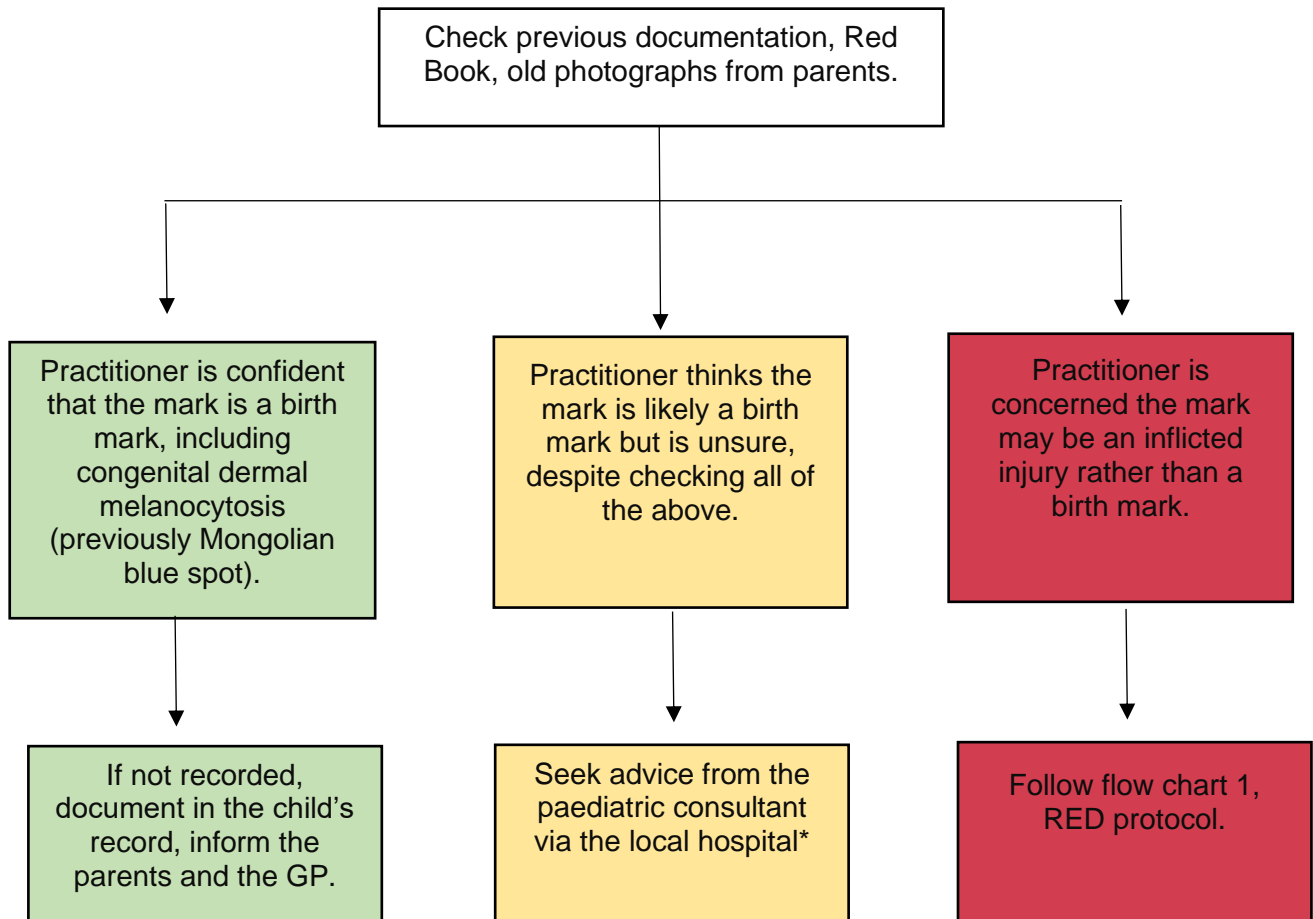 Check previous documentation, Red
Book, old photographs from parents.
Practitioner is confident
that the mark is a birth
mark, including
congenital dermal
melanocytosis
(previously Mongolian
blue spot).
Practitioner thinks the
mark is likely a birth
mark but is unsure,
despite checking all of
the above.
Practitioner is
concerned the mark
may be an inflicted
injury rather than a
birth mark.
If not recorded,
document in the child’s
record, inform the
parents and the GP.
Seek advice from the
paediatric consultant
via the local hospital*
Follow flow chart 1,
RED protocol.